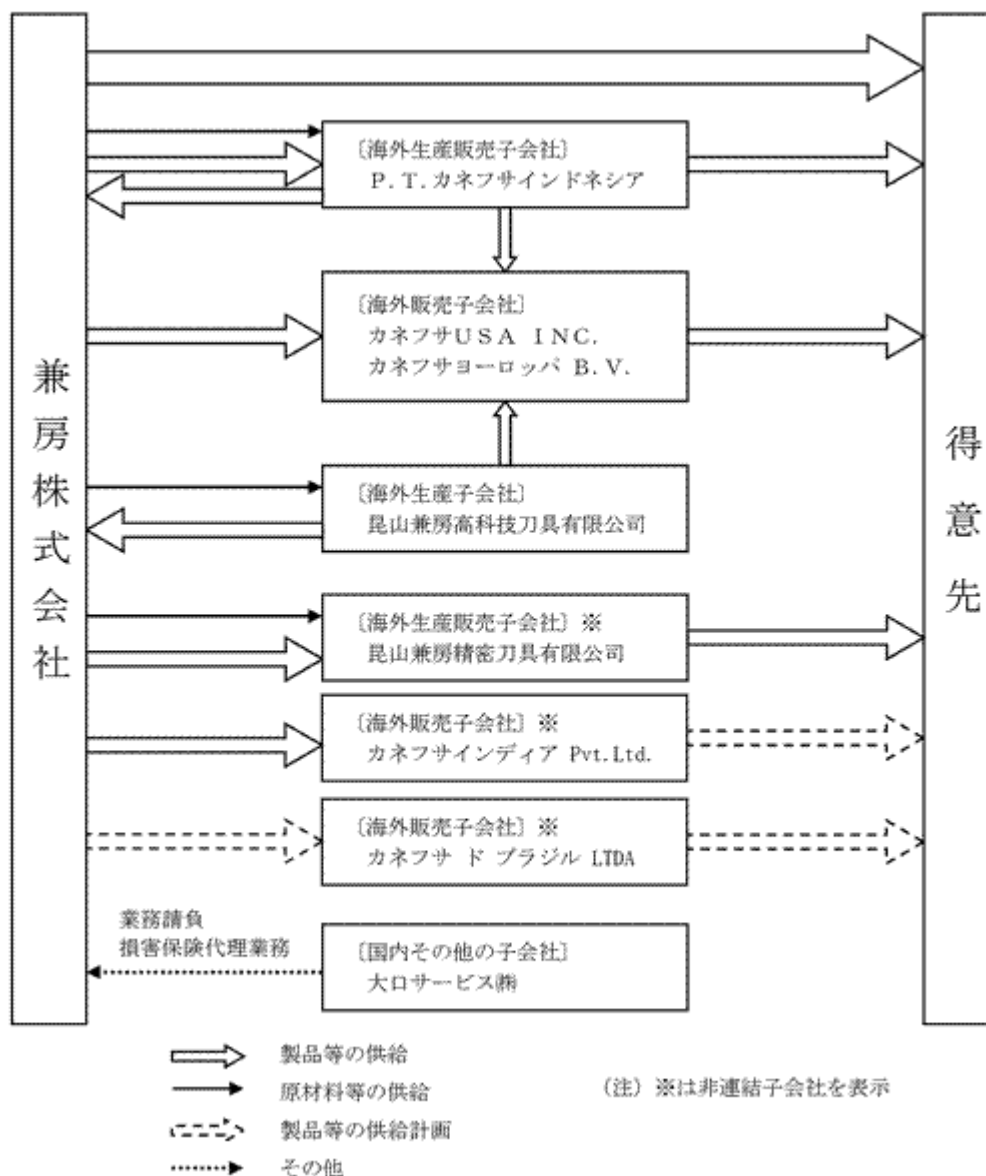 兼房株式会社
〔海外生産販売子会社〕
P.T.カネフサインドネシア
〔海外販売子会社〕
カネフサUSA INC.
カネフサヨーロッパ B.V.
〔海外生産子会社〕
昆山兼房高科技刀具有限公司
〔海外生産販売子会社〕※
昆山兼房精密刀具有限公司
〔海外販売子会社〕※
カネフサインディア Pvt.Ltd.
〔海外販売子会社〕※
カネフサ ド ブラジル LTDA
業務請負
損害保険代理業務
〔国内その他の子会社〕
大口サービス㈱
得意先
製品等の供給
原材料等の供給
(注)※は非連結子会社を表示
製品等の供給計画
その他